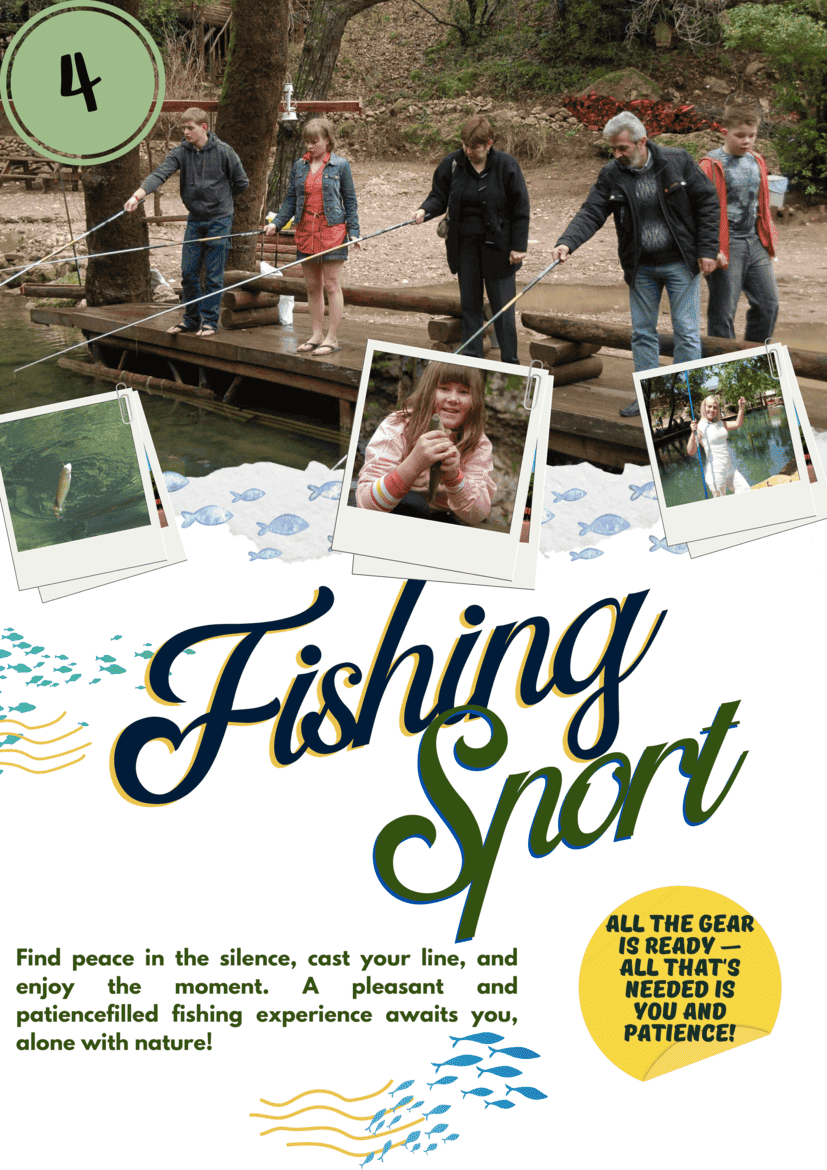 4
Fishing
Sport
Find peace in the silence, cast your line, and
enjoy the moment. A pleasant and
patiencefilled fishing experience awaits you,
alone with nature!
ALL THE GEAR
IS READY —
ALL THAT'S
NEEDED IS
YOU AND
PATIENCE!